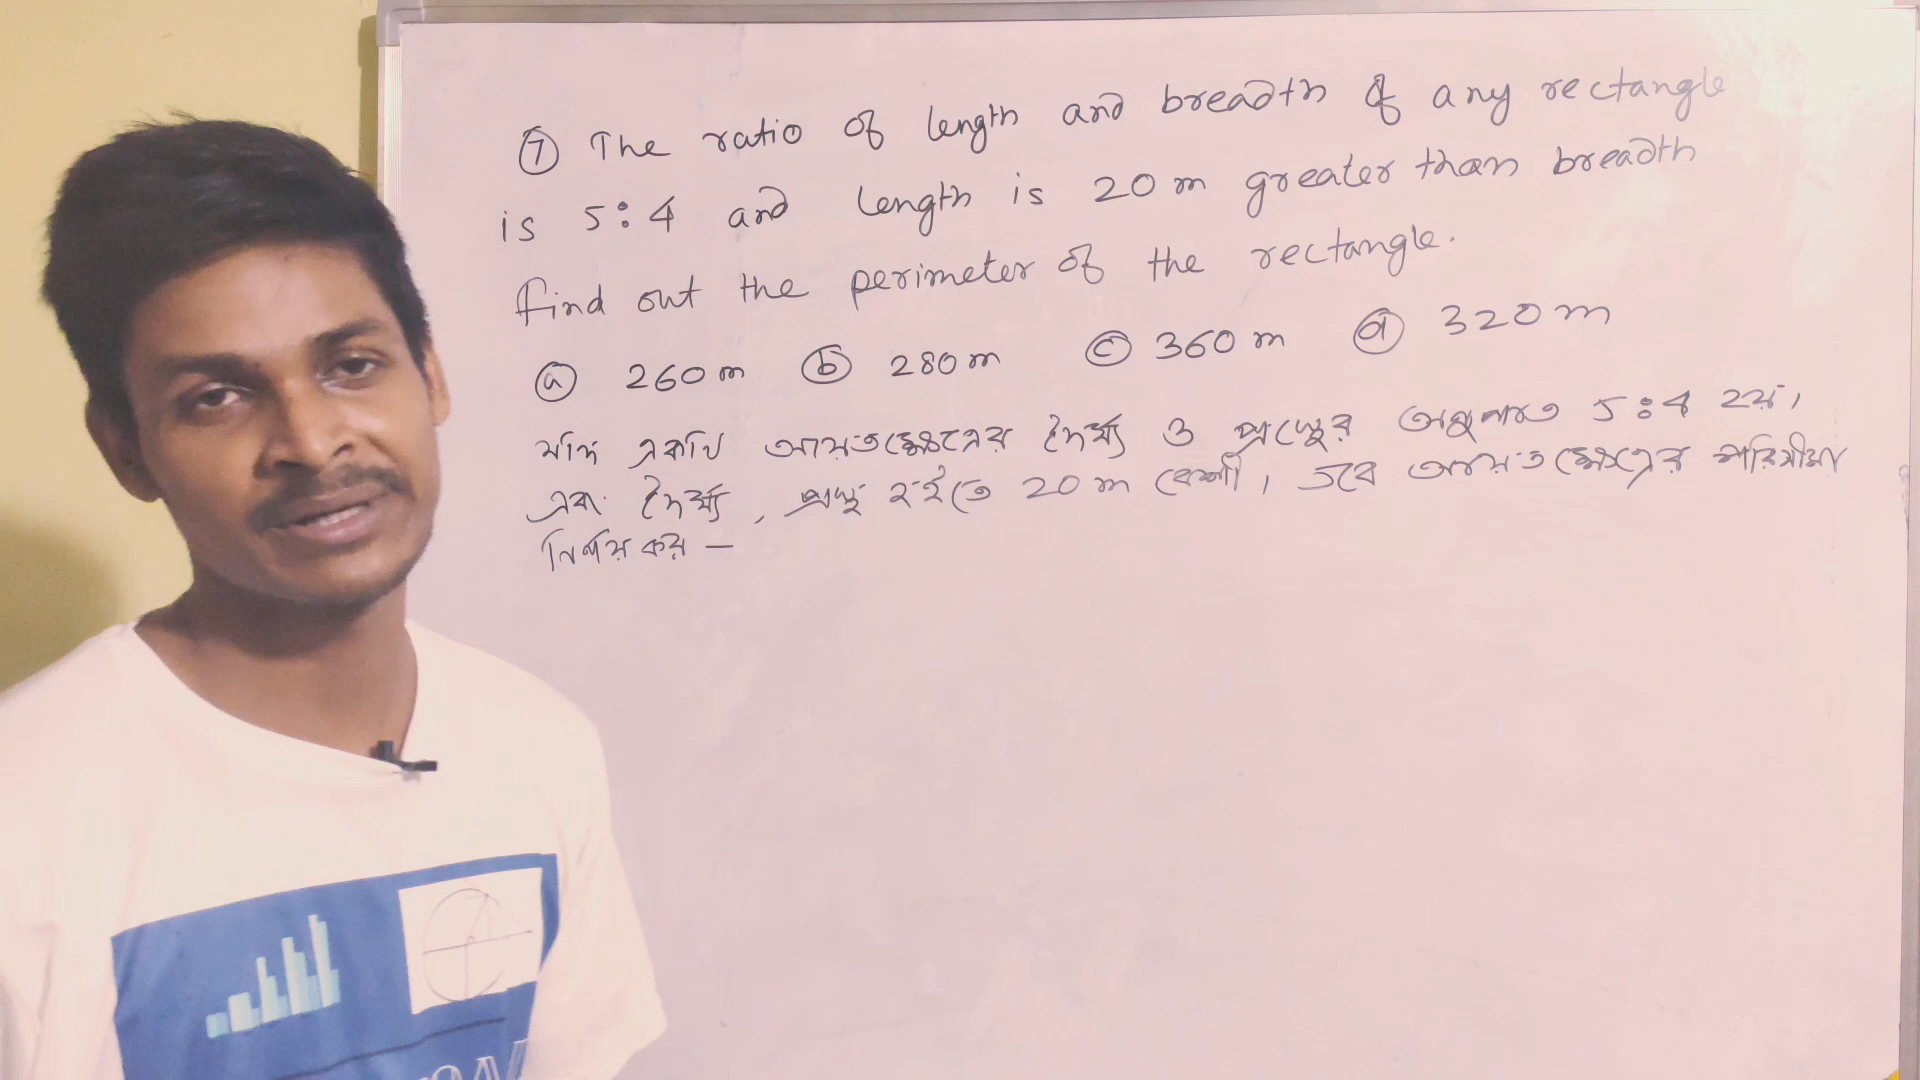 ⑦ The ratio of length and breadth of any rectangle
is 5:4 and length is 20 m greater than breadth
find out the perimeter of the rectangle.
ⓐ 260 m ⓑ 280 m ⓒ 360 m ⓓ 320 m
যদি একটি আয়তক্ষেত্রের দৈর্ঘ্য ও প্রস্থের অনুপাত 5:4 হয়,
এবং দৈর্ঘ্য, প্রস্থ হইতে 20 m বেশী, তবে আয়তক্ষেত্রের পরিসীমা
নির্ণয় কর —